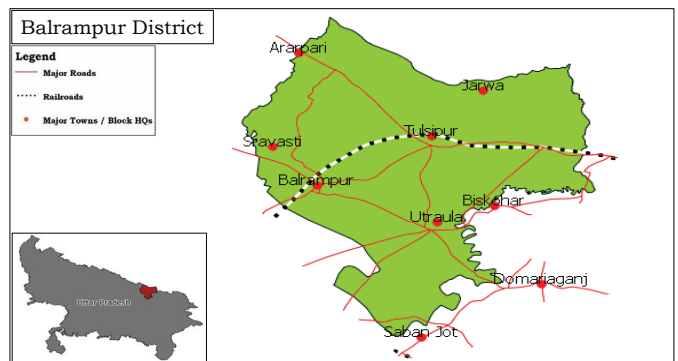 Balrampur District
Legend
Major Roads
Railroads
Major Towns / Block HQs
Ararpari
Jarwa
Tulsipur
Sravasti
Balrampur
Biskohar
Utraula
Domariaganj
Saban Jot
Uttar Pradesh